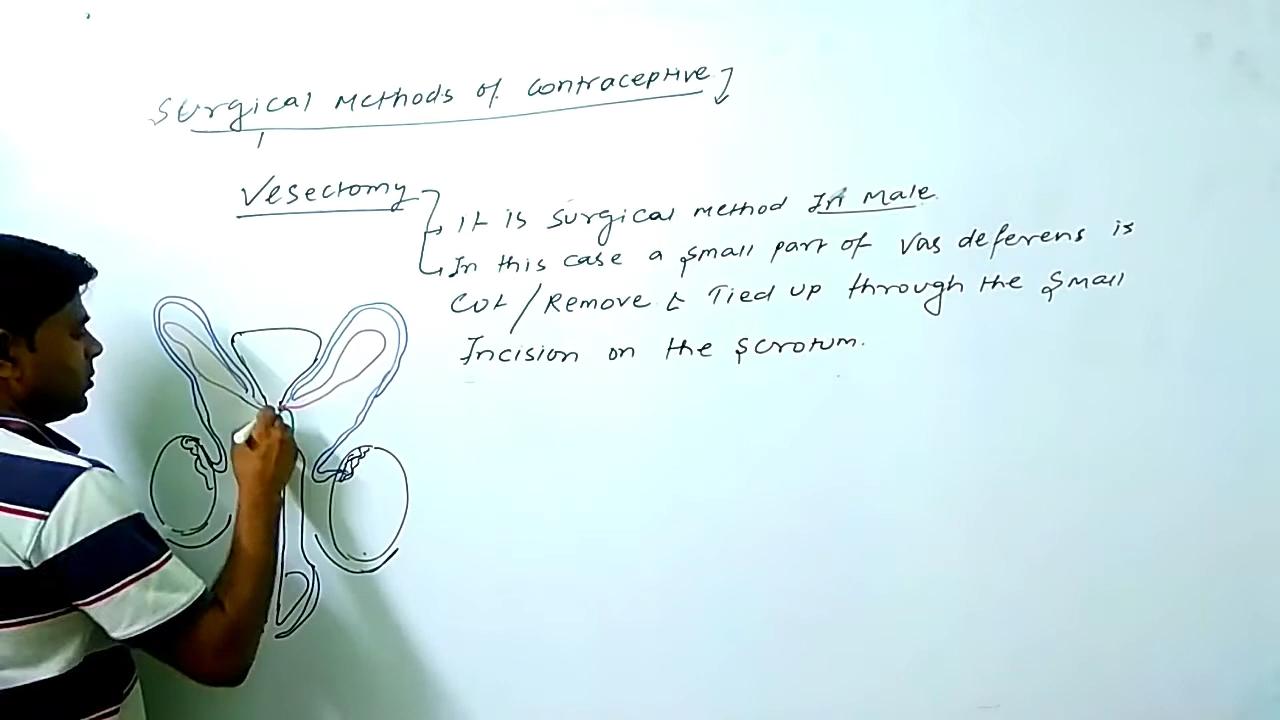 Surgical Methods of Contraceptive
Vesectomy
It is surgical method In Male.
In this case a small part of vas deferens is
Cut / Remove & Tied up through the small
Incision on the scrotum.